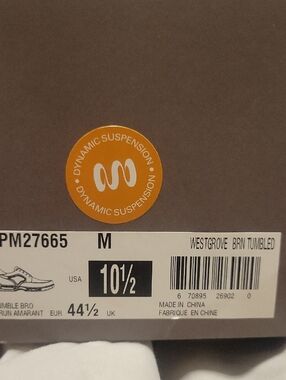 DYNAMIC SUSPENSION
DYNAMIC SUSPENSION
PM27665 M
WESTGROVE BRN TUMBLED
USA 10½
UMBLE BRO
RUN AMARANT EUR 44½ UK
6 70895 26902 0
MADE IN CHINA
FABRIQUE EN CHINE